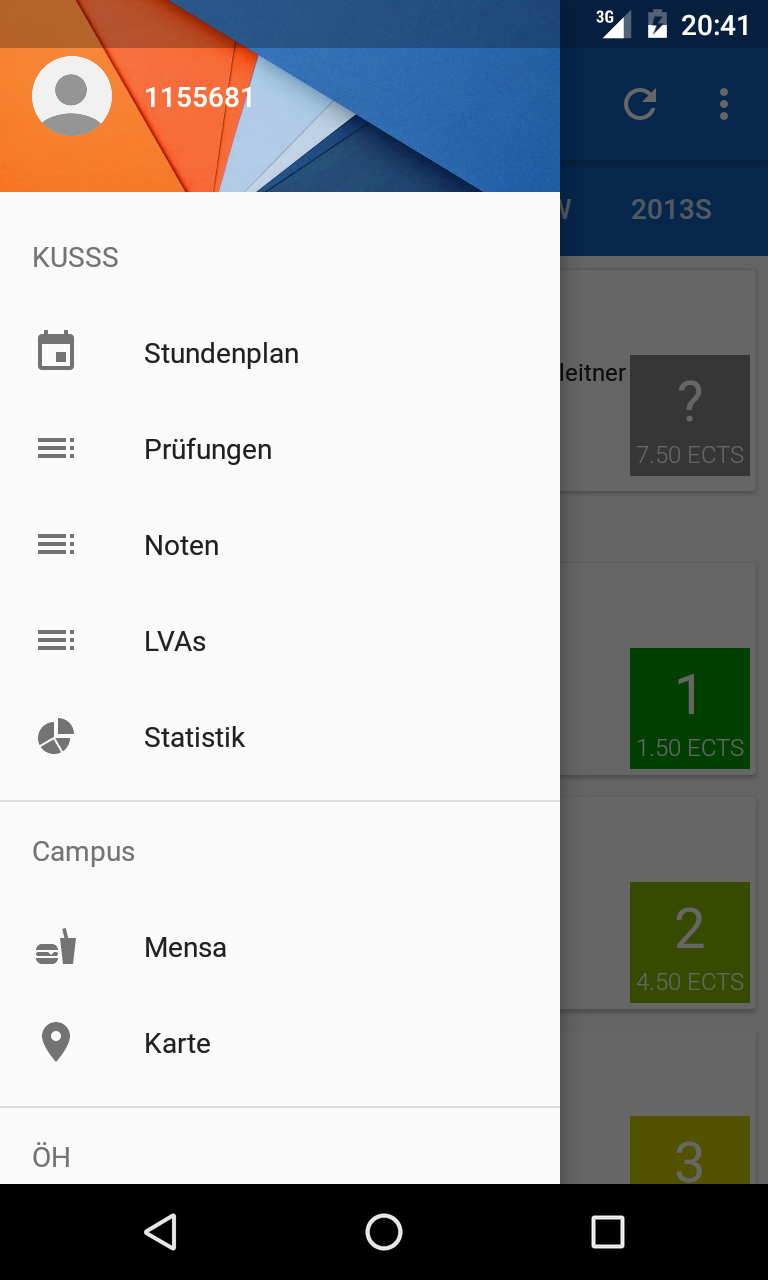 3G 20:41
1155681
2013S
KUSSS
Stundenplan
leitner
?
7.50 ECTS
Prüfungen
Noten
LVAs
1
1.50 ECTS
Statistik
Campus
Mensa
2
4.50 ECTS
Karte
ÖH
3